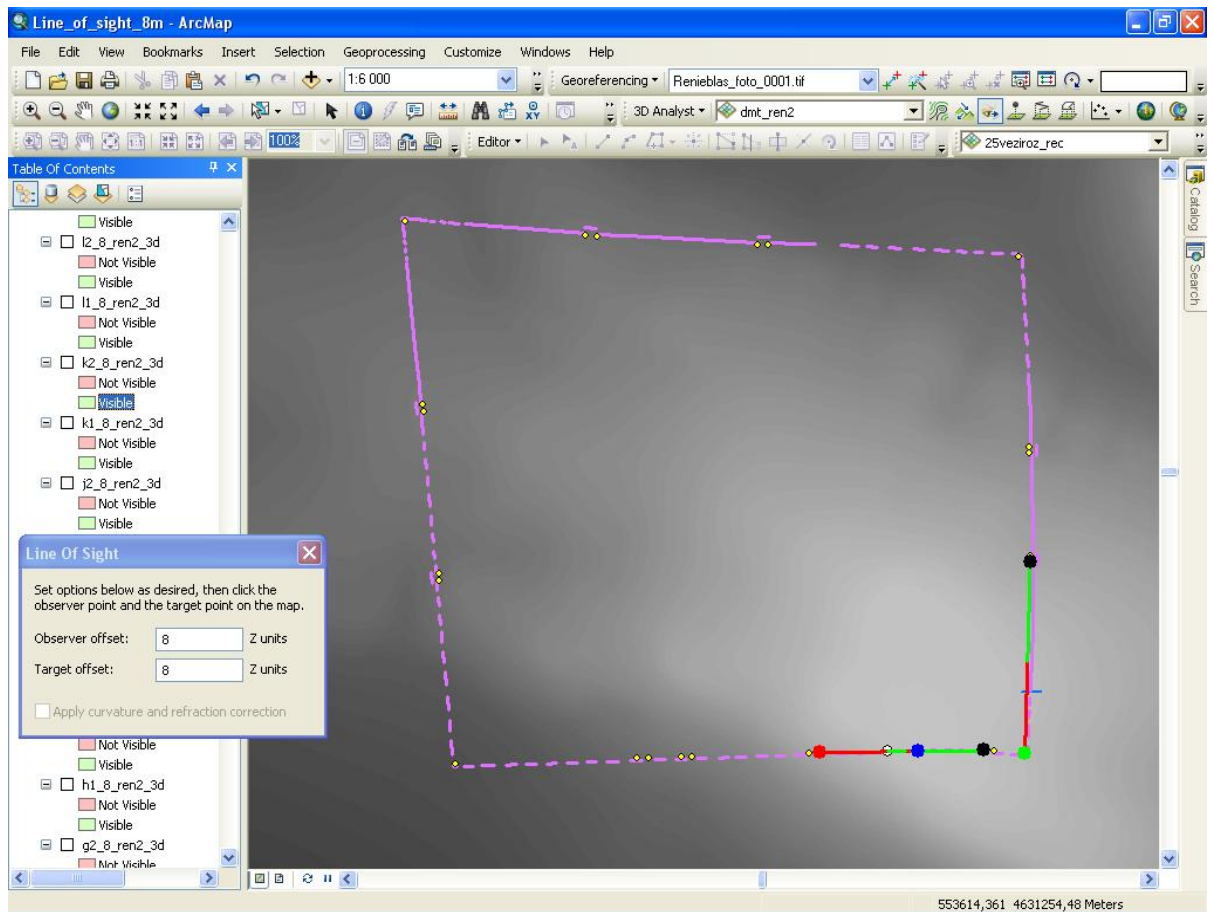 Line_of_sight_8m - ArcMap
File Edit View Bookmarks Insert Selection Geoprocessing Customize Windows Help
1:6 000 Georeferencing Renieblas_foto_0001.tif
3D Analyst dmt_ren2
100% Editor 25veziroz_rec
Table Of Contents
Visible
l2_8_ren2_3d
Not Visible
Visible
l1_8_ren2_3d
Not Visible
Visible
k2_8_ren2_3d
Not Visible
Visible
k1_8_ren2_3d
Not Visible
Visible
j2_8_ren2_3d
Not Visible
Visible
Line Of Sight
Set options below as desired, then click the
observer point and the target point on the map.
Observer offset: 8 Z units
Target offset: 8 Z units
Apply curvature and refraction correction
Not Visible
Visible
h1_8_ren2_3d
Not Visible
Visible
g2_8_ren2_3d
Not Visible
Catalog
Search
553614,361 4631254,48 Meters